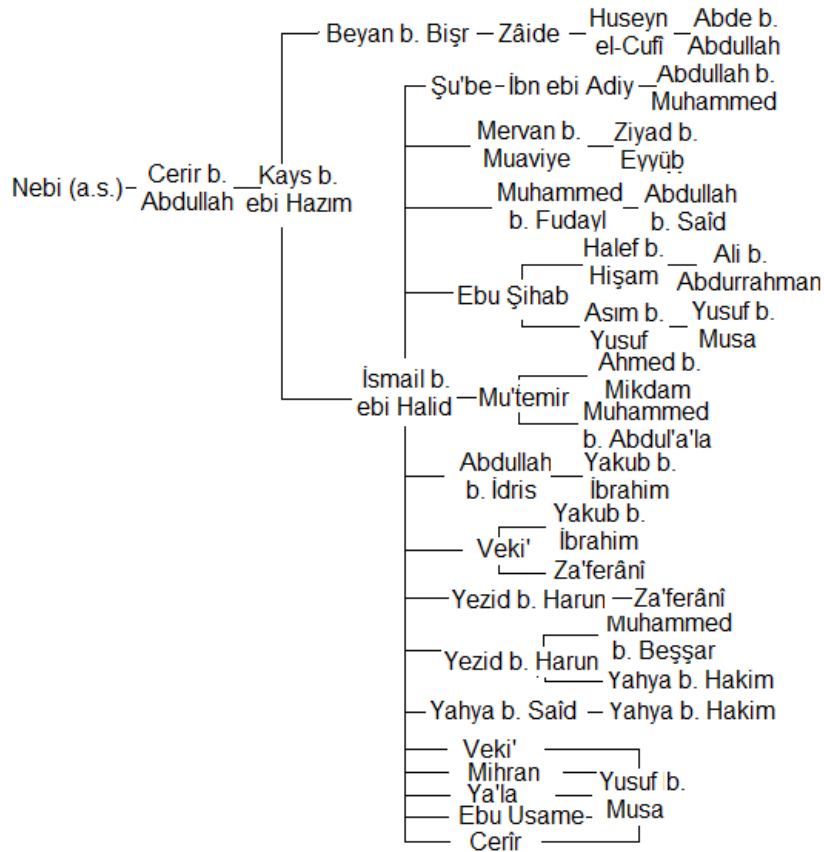 Beyan b. Bişr
Zâide
Huseyn
el-Cufî
Abde b.
Abdullah
Şu'be
İbn ebi Adiy
Abdullah b.
Muhammed
Mervan b.
Muaviye
Ziyad b.
Eyyüb
Nebi (a.s.)
Cerir b.
Abdullah
Kays b.
ebi Hazım
Muhammed
b. Fudayl
Abdullah
b. Saîd
Ebu Şihab
Halef b.
Hişam
Ali b.
Abdurrahman
Asım b.
Yusuf
Yusuf b.
Musa
İsmail b.
ebi Halid
Mu'temir
Ahmed b.
Mikdam
Muhammed
b. Abdul'a'la
Abdullah
b. İdris
Yakub b.
İbrahim
Veki'
Yakub b.
İbrahim
Za'ferânî
Yezid b. Harun
Za'ferânî
Yezid b. Harun
Muhammed
b. Beşşar
Yahya b. Hakim
Yahya b. Saîd
Yahya b. Hakim
Veki'
Mihran
Ya'la
Ebu Usame
Cerîr
Yusuf b.
Musa